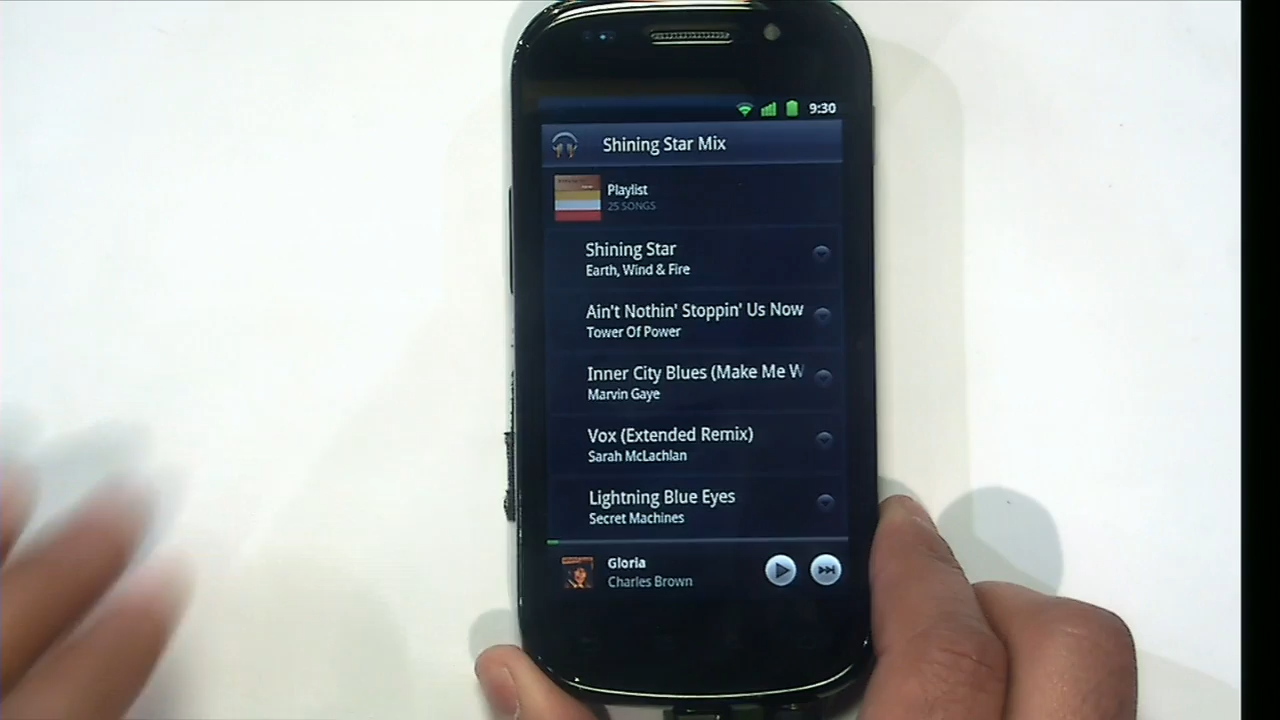 9:30
Shining Star Mix
Playlist
25 SONGS
Shining Star
Earth, Wind & Fire
Ain't Nothin' Stoppin' Us Now
Tower Of Power
Inner City Blues (Make Me W
Marvin Gaye
Vox (Extended Remix)
Sarah McLachlan
Lightning Blue Eyes
Secret Machines
Gloria
Charles Brown